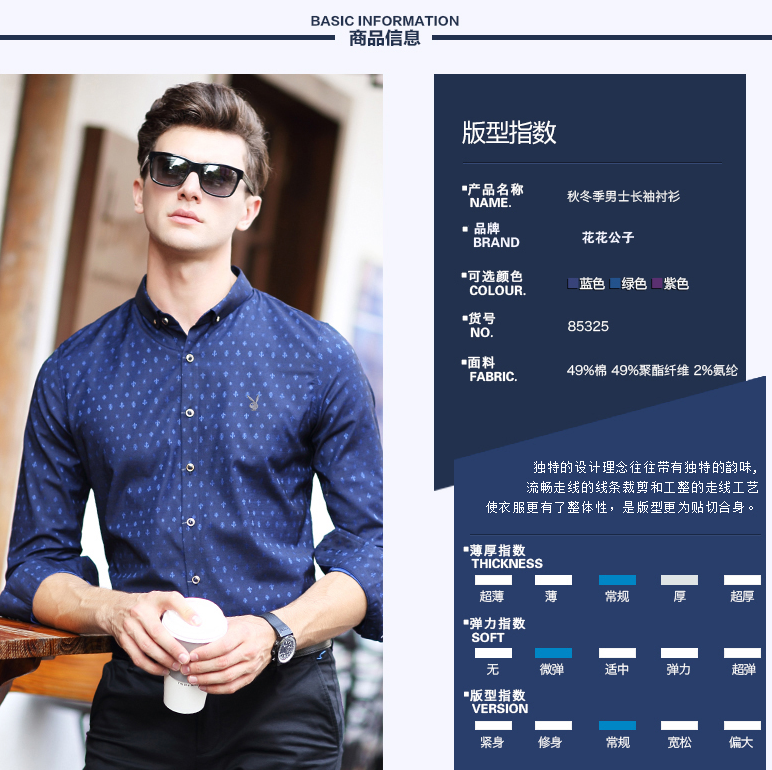 BASIC INFORMATION
商品信息
版型指数
产品名称 秋冬季男士长袖衬衫
NAME.
品牌 花花公子
BRAND
可选颜色 蓝色 绿色 紫色
COLOUR.
货号 85325
NO.
面料 49%棉 49%聚酯纤维 2%氨纶
FABRIC.
独特的设计理念往往带有独特的韵味,
流畅走线的线条裁剪和工整的走线工艺
使衣服更有了整体性，是版型更为贴切合身。
薄厚指数
THICKNESS
超薄 薄 常规 厚 超厚
弹力指数
SOFT
无 微弹 适中 弹力 超弹
版型指数
VERSION
紧身 修身 常规 宽松 偏大